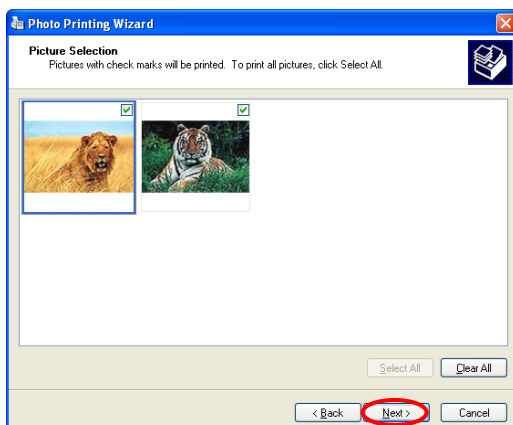 Photo Printing Wizard
Picture Selection
Pictures with check marks will be printed. To print all pictures, click Select All.
Select All
Clear All
< Back
Next >
Cancel